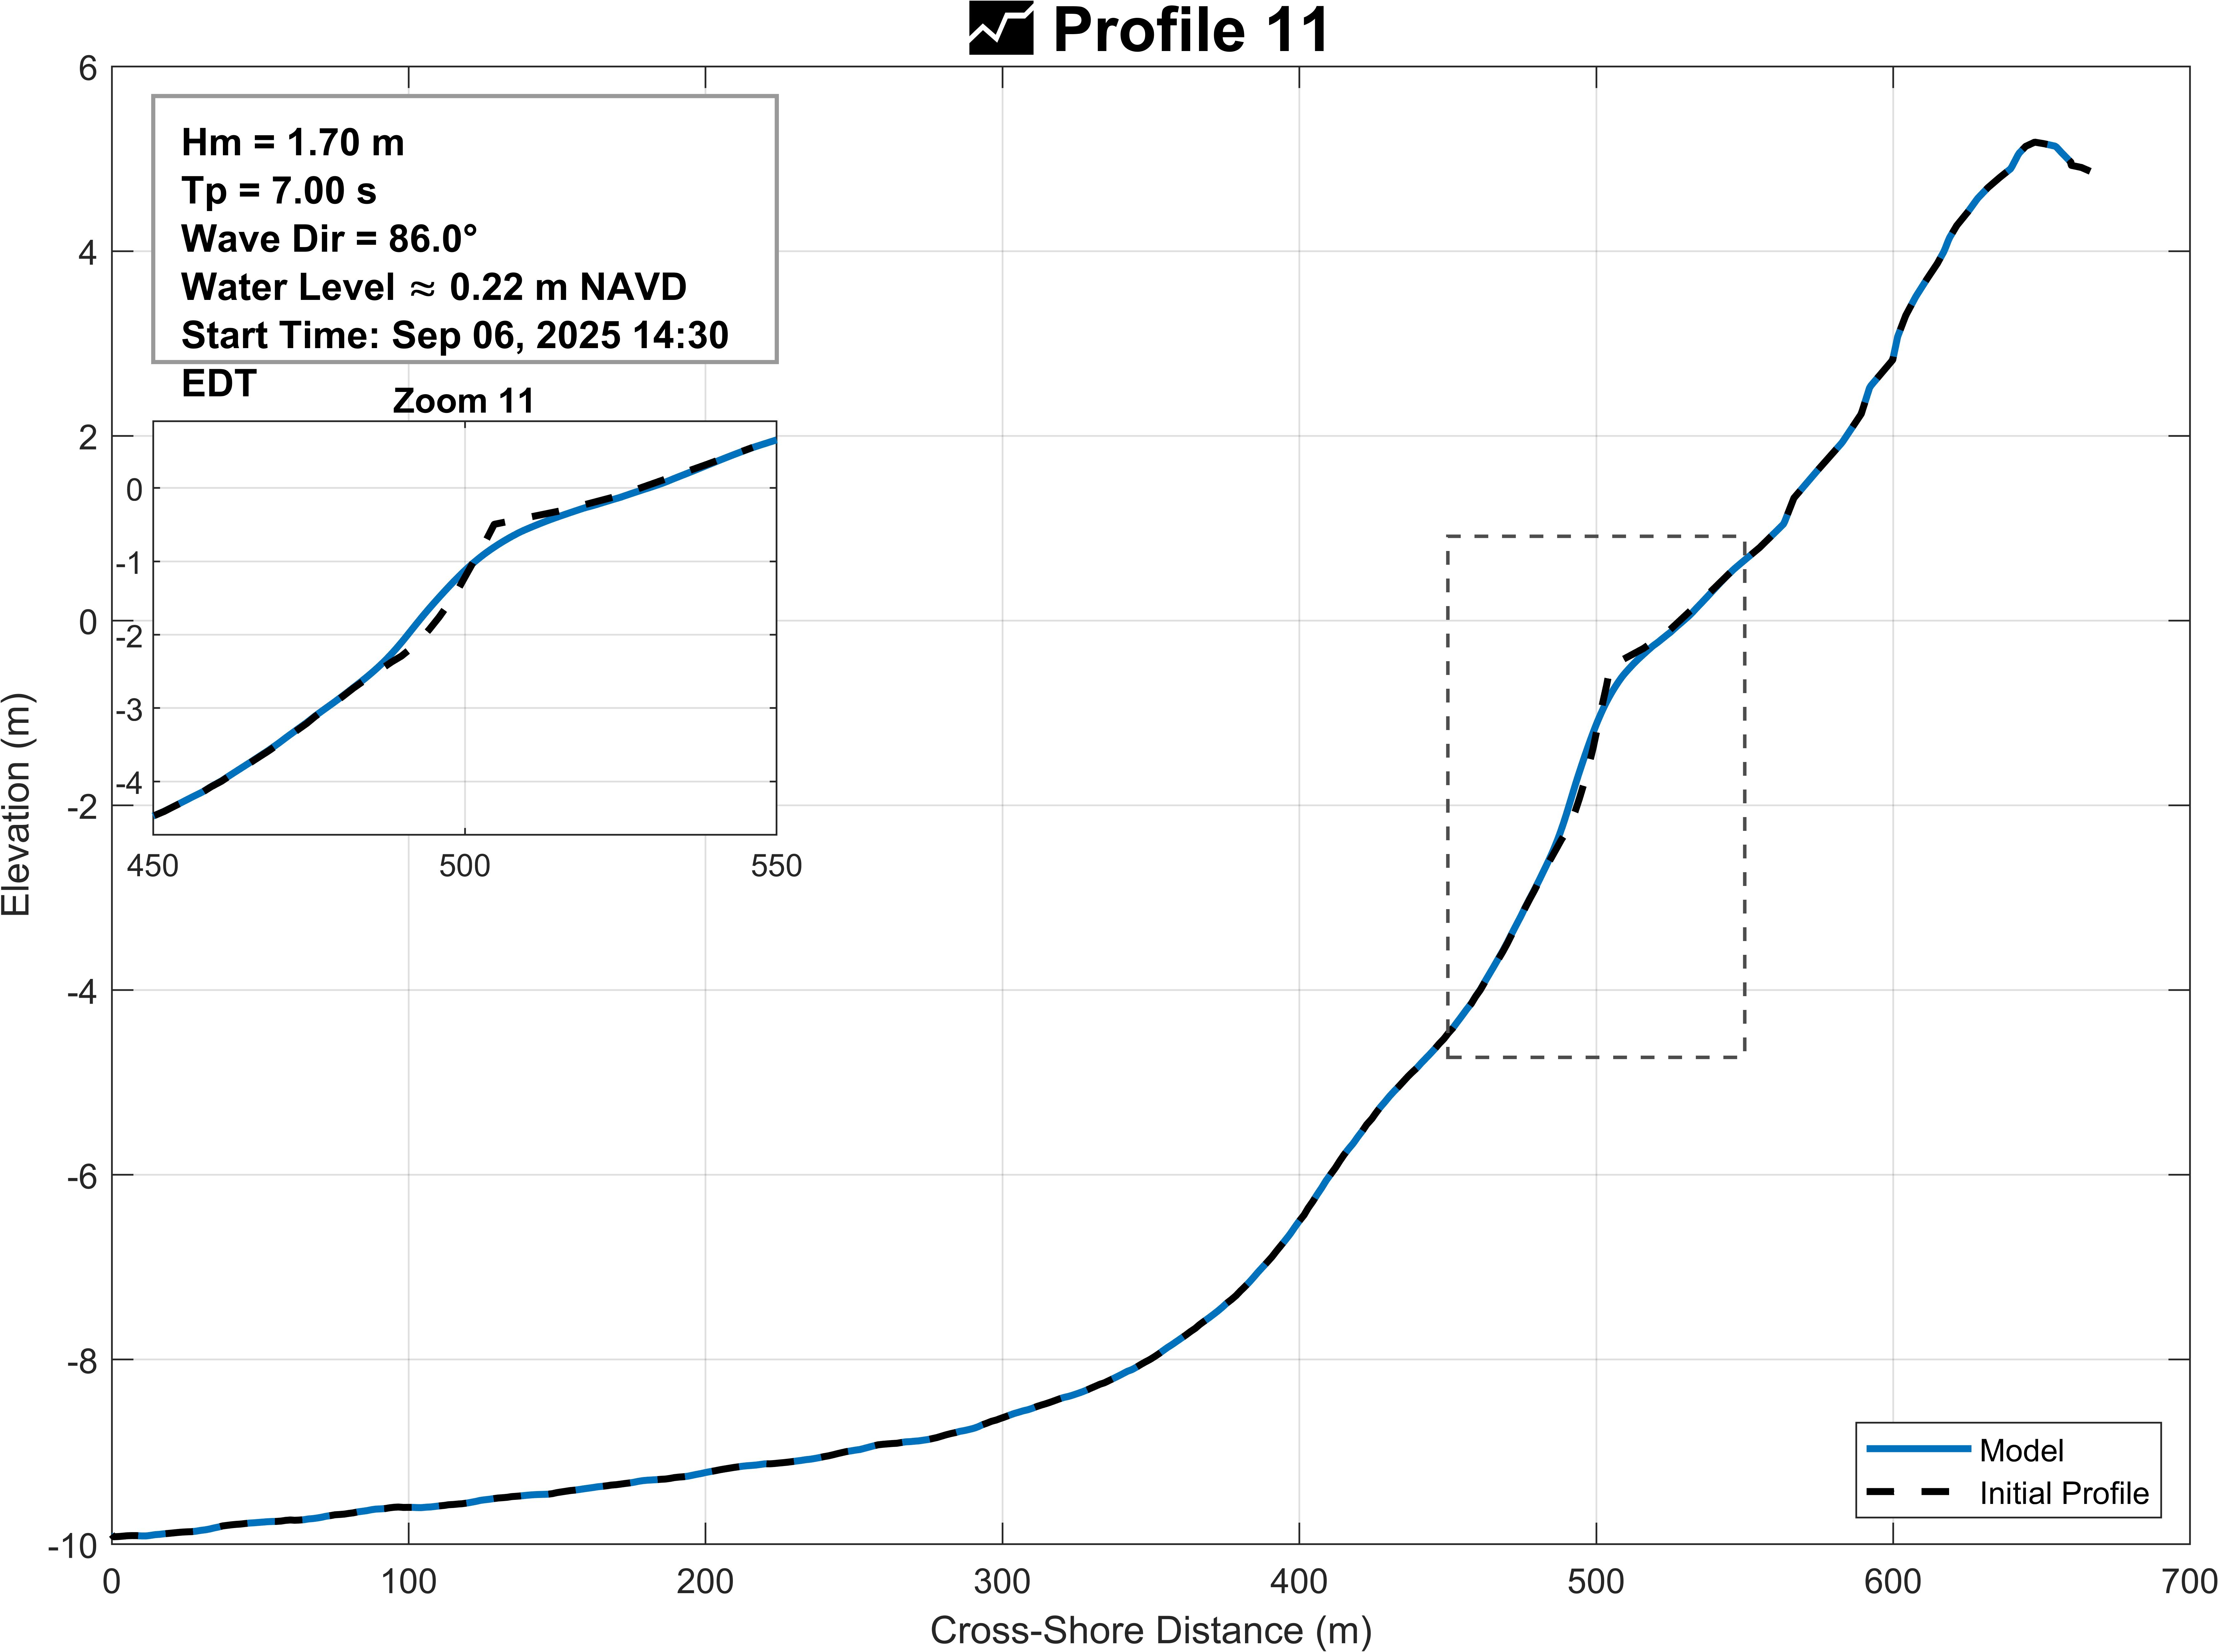 Profile 11
6
4
2
0
-2
-4
-6
-8
-10
Elevation (m)
Hm = 1.70 m
Tp = 7.00 s
Wave Dir = 86.0°
Water Level ≈ 0.22 m NAVD
Start Time: Sep 06, 2025 14:30
EDT
Zoom 11
0
-1
-2
-3
-4
450 500 550
Model
Initial Profile
0 100 200 300 400 500 600 700
Cross-Shore Distance (m)